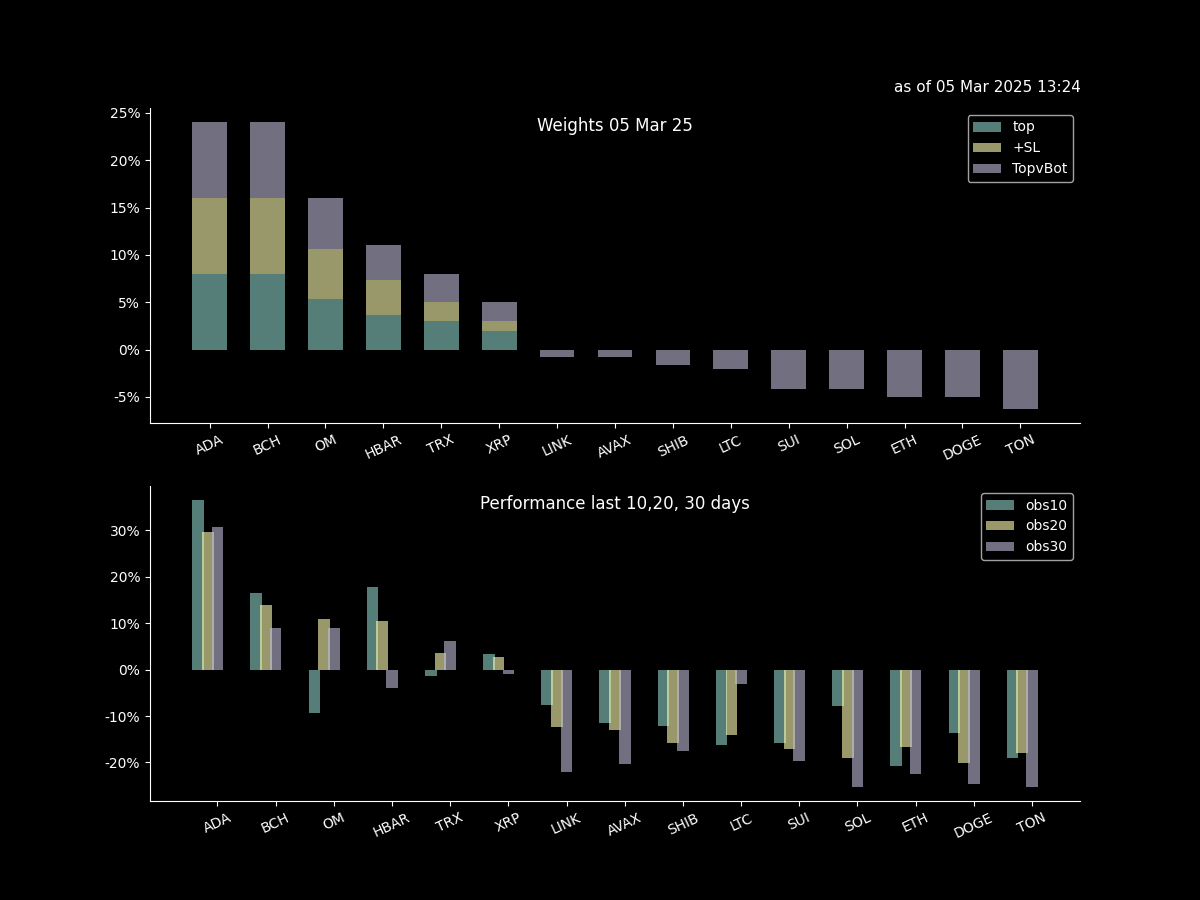 as of 05 Mar 2025 13:24
Weights 05 Mar 25
top
+SL
TopvBot
25%
20%
15%
10%
5%
0%
-5%
ADA BCH OM HBAR TRX XRP LINK AVAX SHIB LTC SUI SOL ETH DOGE TON
Performance last 10,20, 30 days
obs10
obs20
obs30
30%
20%
10%
0%
-10%
-20%
ADA BCH OM HBAR TRX XRP LINK AVAX SHIB LTC SUI SOL ETH DOGE TON